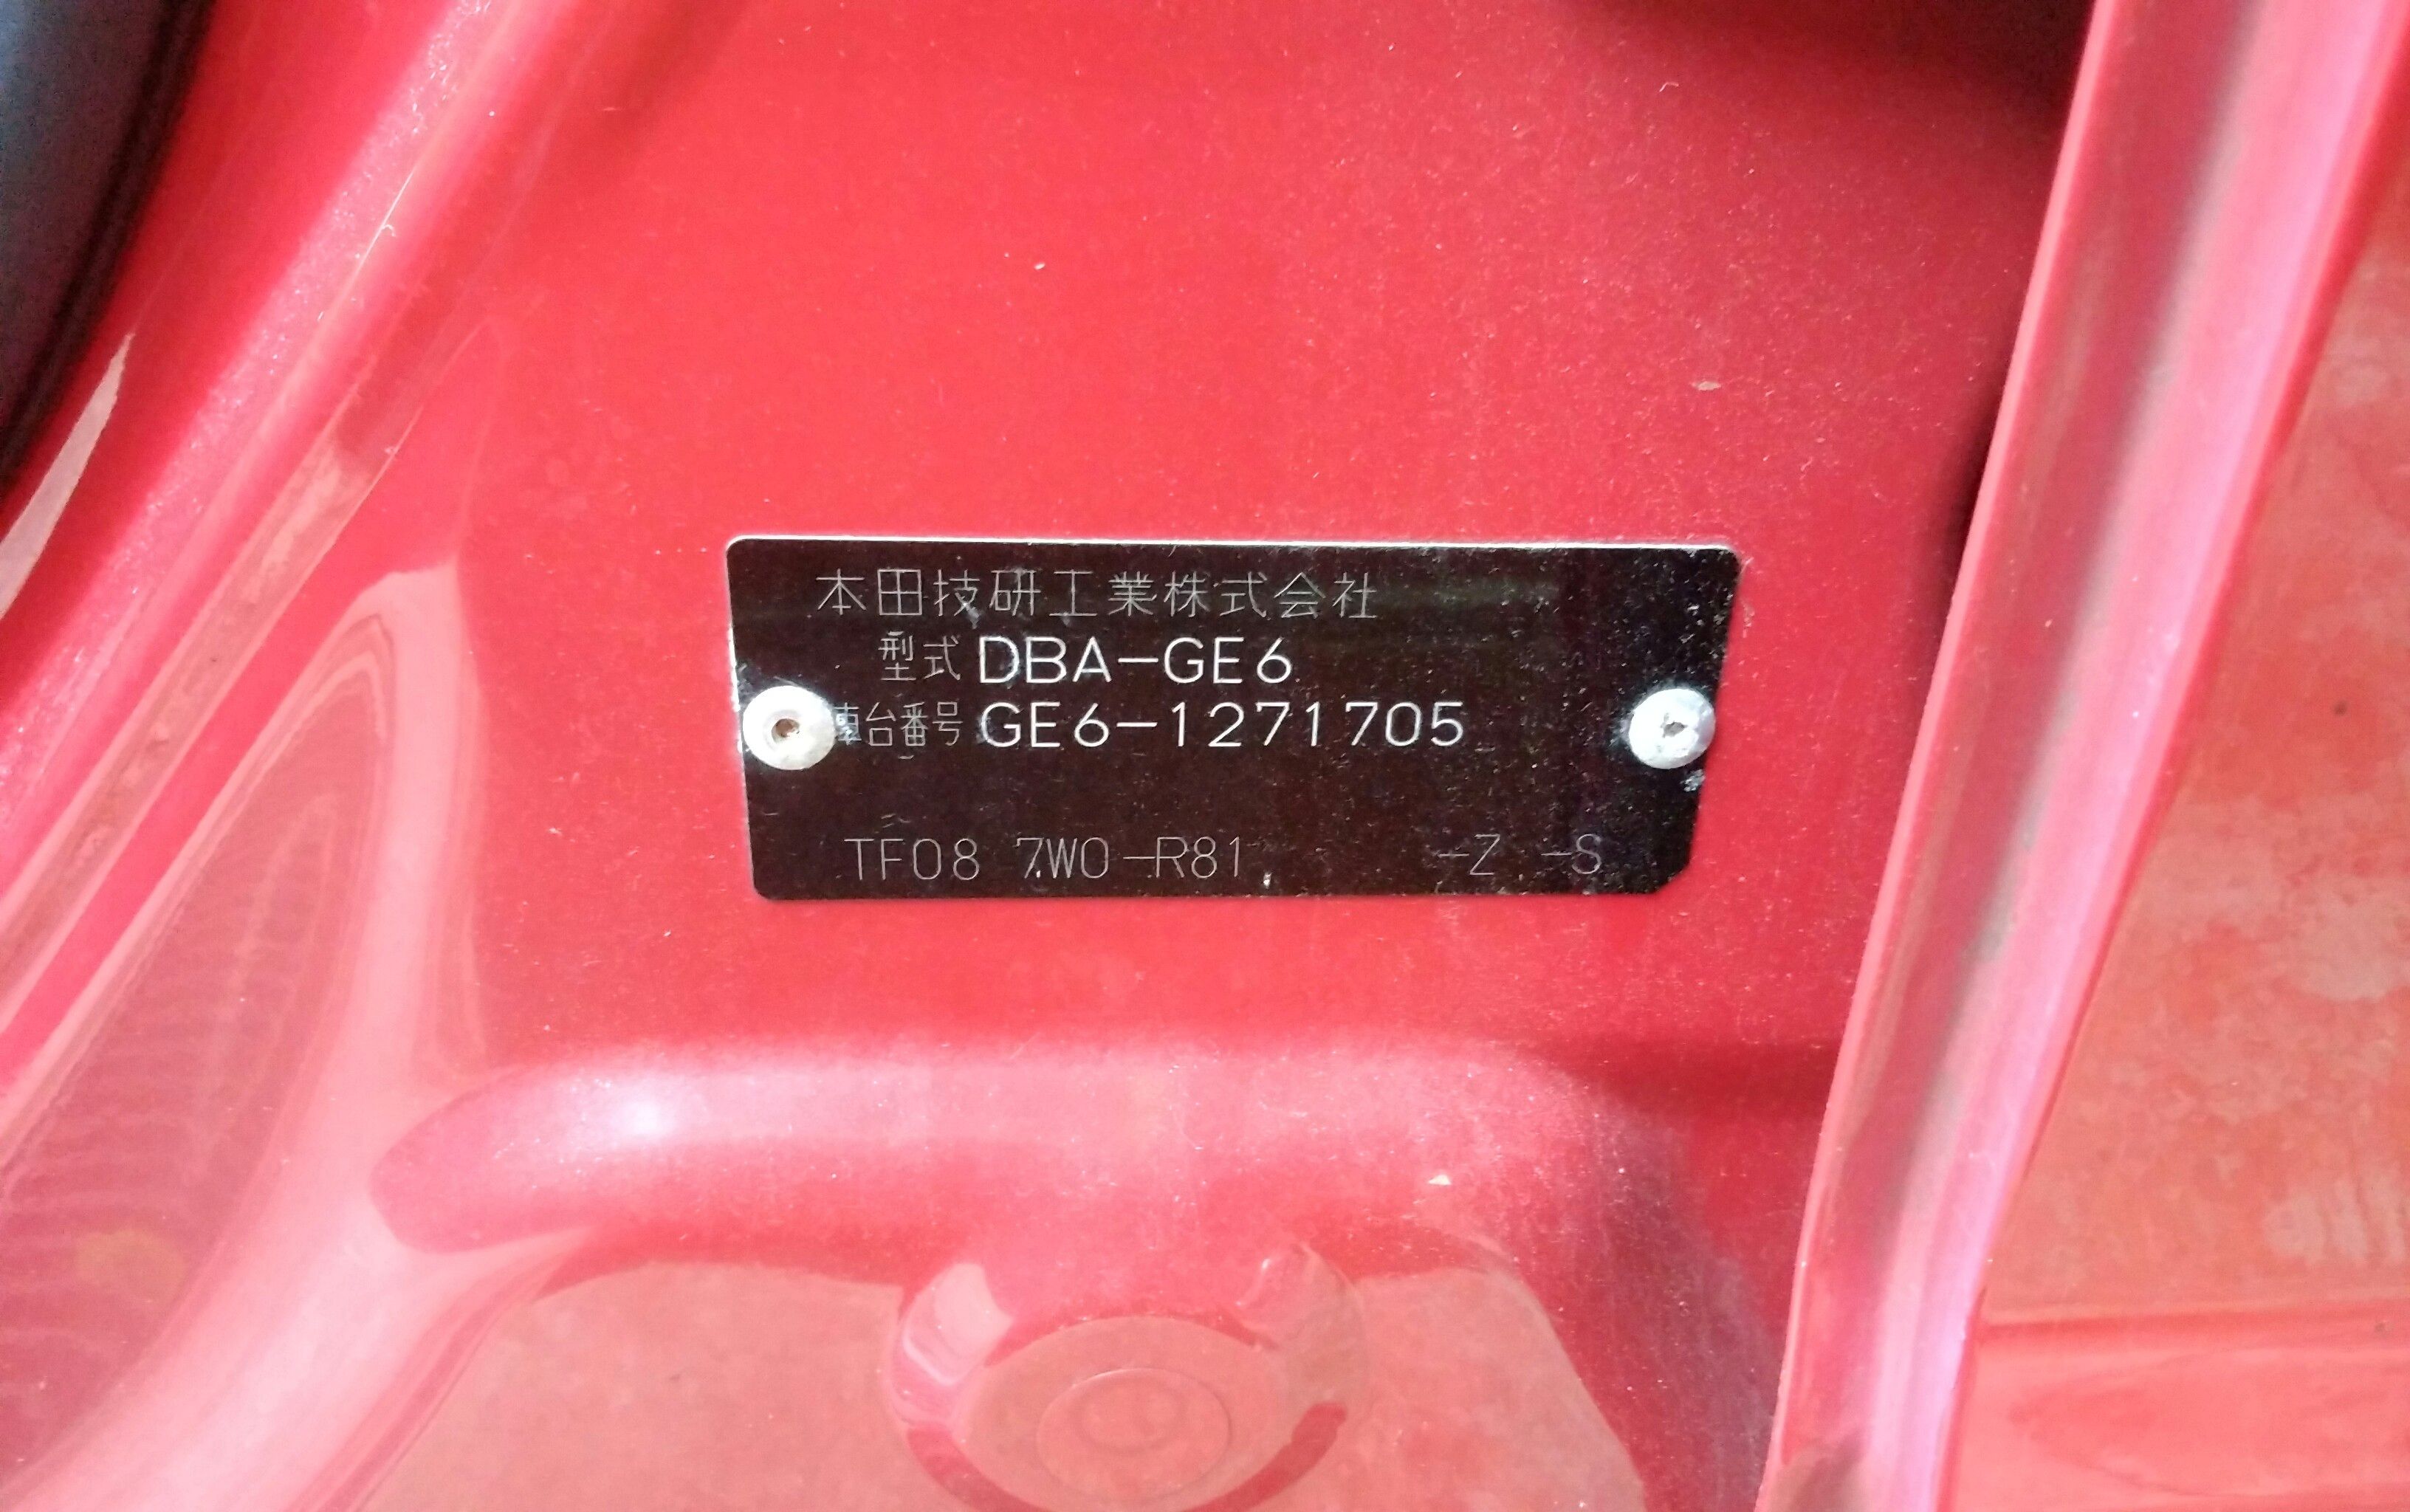 本田技研工業株式会社
型式 DBA-GE6
車台番号 GE6-1271705
TF08 7W0-R81 -Z -S